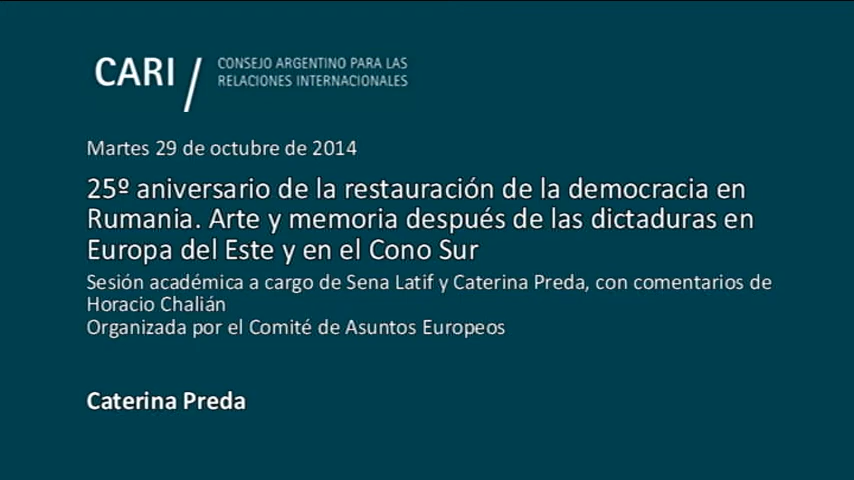 CARI/ CONSEJO ARGENTINO PARA LAS
RELACIONES INTERNACIONALES
Martes 29 de octubre de 2014
25º aniversario de la restauración de la democracia en
Rumania. Arte y memoria después de las dictaduras en
Europa del Este y en el Cono Sur
Sesión académica a cargo de Sena Latif y Caterina Preda, con comentarios de
Horacio Chalián
Organizada por el Comité de Asuntos Europeos
Caterina Preda